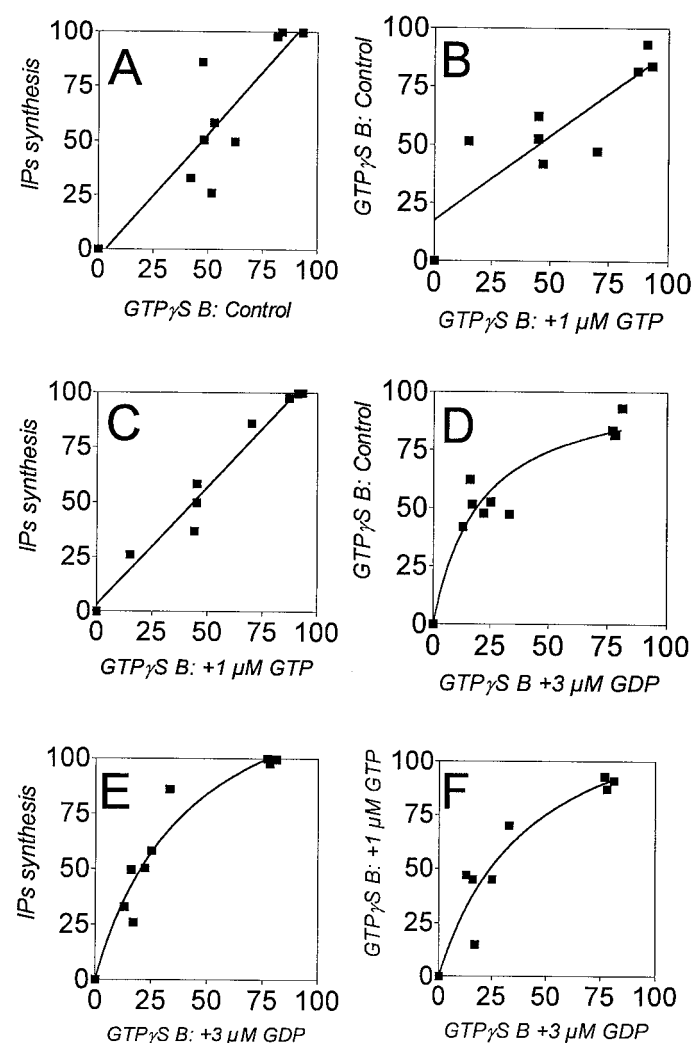 A
IPs synthesis
100
75
50
25
0
0 25 50 75 100
GTPγS B: Control
B
GTPγS B: Control
100
75
50
25
0
0 25 50 75 100
GTPγS B: +1 µM GTP
C
IPs synthesis
100
75
50
25
0
0 25 50 75 100
GTPγS B: +1 µM GTP
D
GTPγS B: Control
100
75
50
25
0
0 25 50 75 100
GTPγS B +3 µM GDP
E
IPs synthesis
100
75
50
25
0
0 25 50 75 100
GTPγS B: +3 µM GDP
F
GTPγS B: +1 µM GTP
100
75
50
25
0
0 25 50 75 100
GTPγS B +3 µM GDP